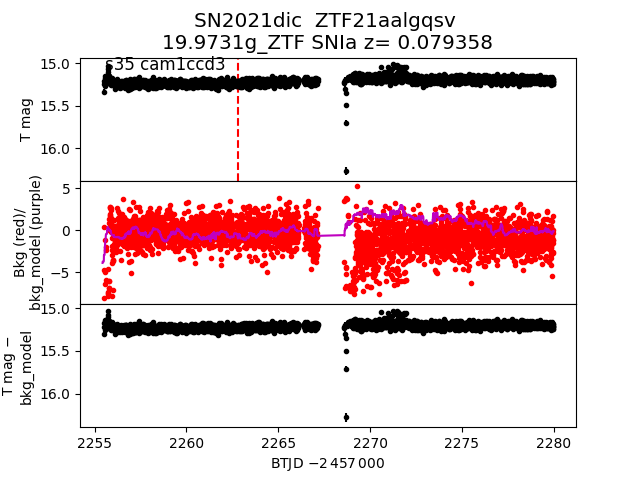 SN2021dic  ZTF21aalgqsv
19.9731g_ZTF SNIa z= 0.079358
s35 cam1ccd3
15.0
15.5
16.0
T mag
5
0
−5
Bkg (red)/
bkg_model (purple)
15.0
15.5
16.0
T mag −
bkg_model
2255
2260
2265
2270
2275
2280
BTJD −2 457 000